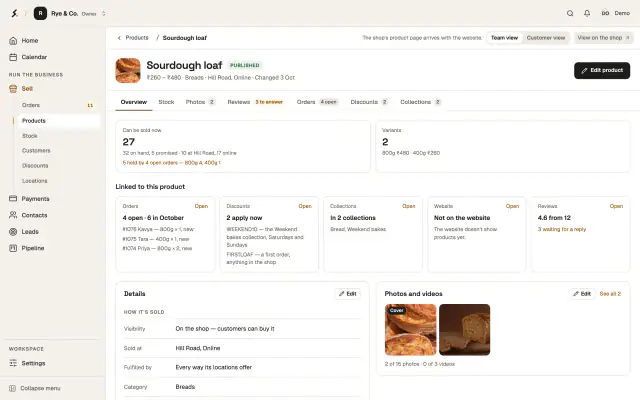 R Rye & Co. Owner
BO Demo
Home
Calendar
RUN THE BUSINESS
Sell
Orders 11
Products
Stock
Customers
Discounts
Locations
Payments
Contacts
Leads
Pipeline
WORKSPACE
Settings
Collapse menu
Products / Sourdough loaf
The shop's product page arrives with the website.
Team view
Customer view
View on the shop
Sourdough loaf PUBLISHED
₹260 – ₹480 · Breads · Hill Road, Online · Changed 3 Oct
Edit product
Overview
Stock
Photos 2
Reviews 3 to answer
Orders 4 open
Discounts 2
Collections 2
Can be sold now
27
32 on hand, 5 promised · 10 at Hill Road, 17 online
5 held by 4 open orders — 800g 4, 400g 1
Variants
2
800g ₹480 · 400g ₹260
Linked to this product
Orders Open
4 open · 6 in October
#1076 Kavya — 800g × 1, new
#1075 Tara — 400g × 1, new
#1074 Priya — 800g × 2, new
Discounts Open
2 apply now
WEEKEND10 — the Weekend
bakes collection, Saturdays and
Sundays
FIRSTLOAF — a first order,
anything in the shop
Collections Open
In 2 collections
Bread, Weekend bakes
Website Open
Not on the website
The website doesn't show
products yet.
Reviews Open
4.6 from 12
3 waiting for a reply
Details
Edit
HOW IT'S SOLD
Visibility On the shop — customers can buy it
Sold at Hill Road, Online
Fulfilled by Every way its locations offer
Category Breads
Photos and videos
Edit
See all 2
Cover
2 of 15 photos · 0 of 3 videos